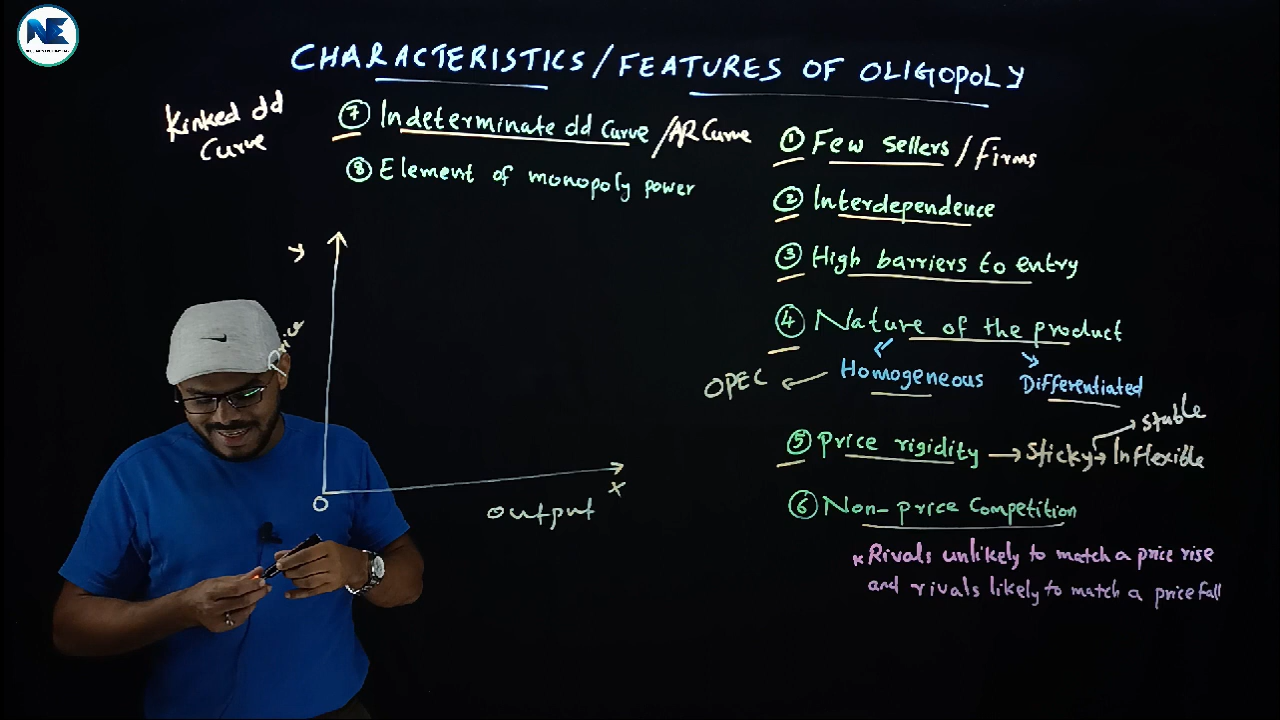 NE
CHARACTERISTICS/FEATURES OF OLIGOPOLY
Kinked dd
Curve
⑦ Indeterminate dd Curve /AR Curve
⑧ Element of monopoly power
① Few sellers / Firms
② Interdependence
③ High barriers to entry
④ Nature of the product
OPEC
Homogeneous
Differentiated
⑤ Price rigidity → Sticky → Inflexible
stable
⑥ Non-price Competition
* Rivals unlikely to match a price rise
and rivals likely to match a price fall
Price
O
X
output